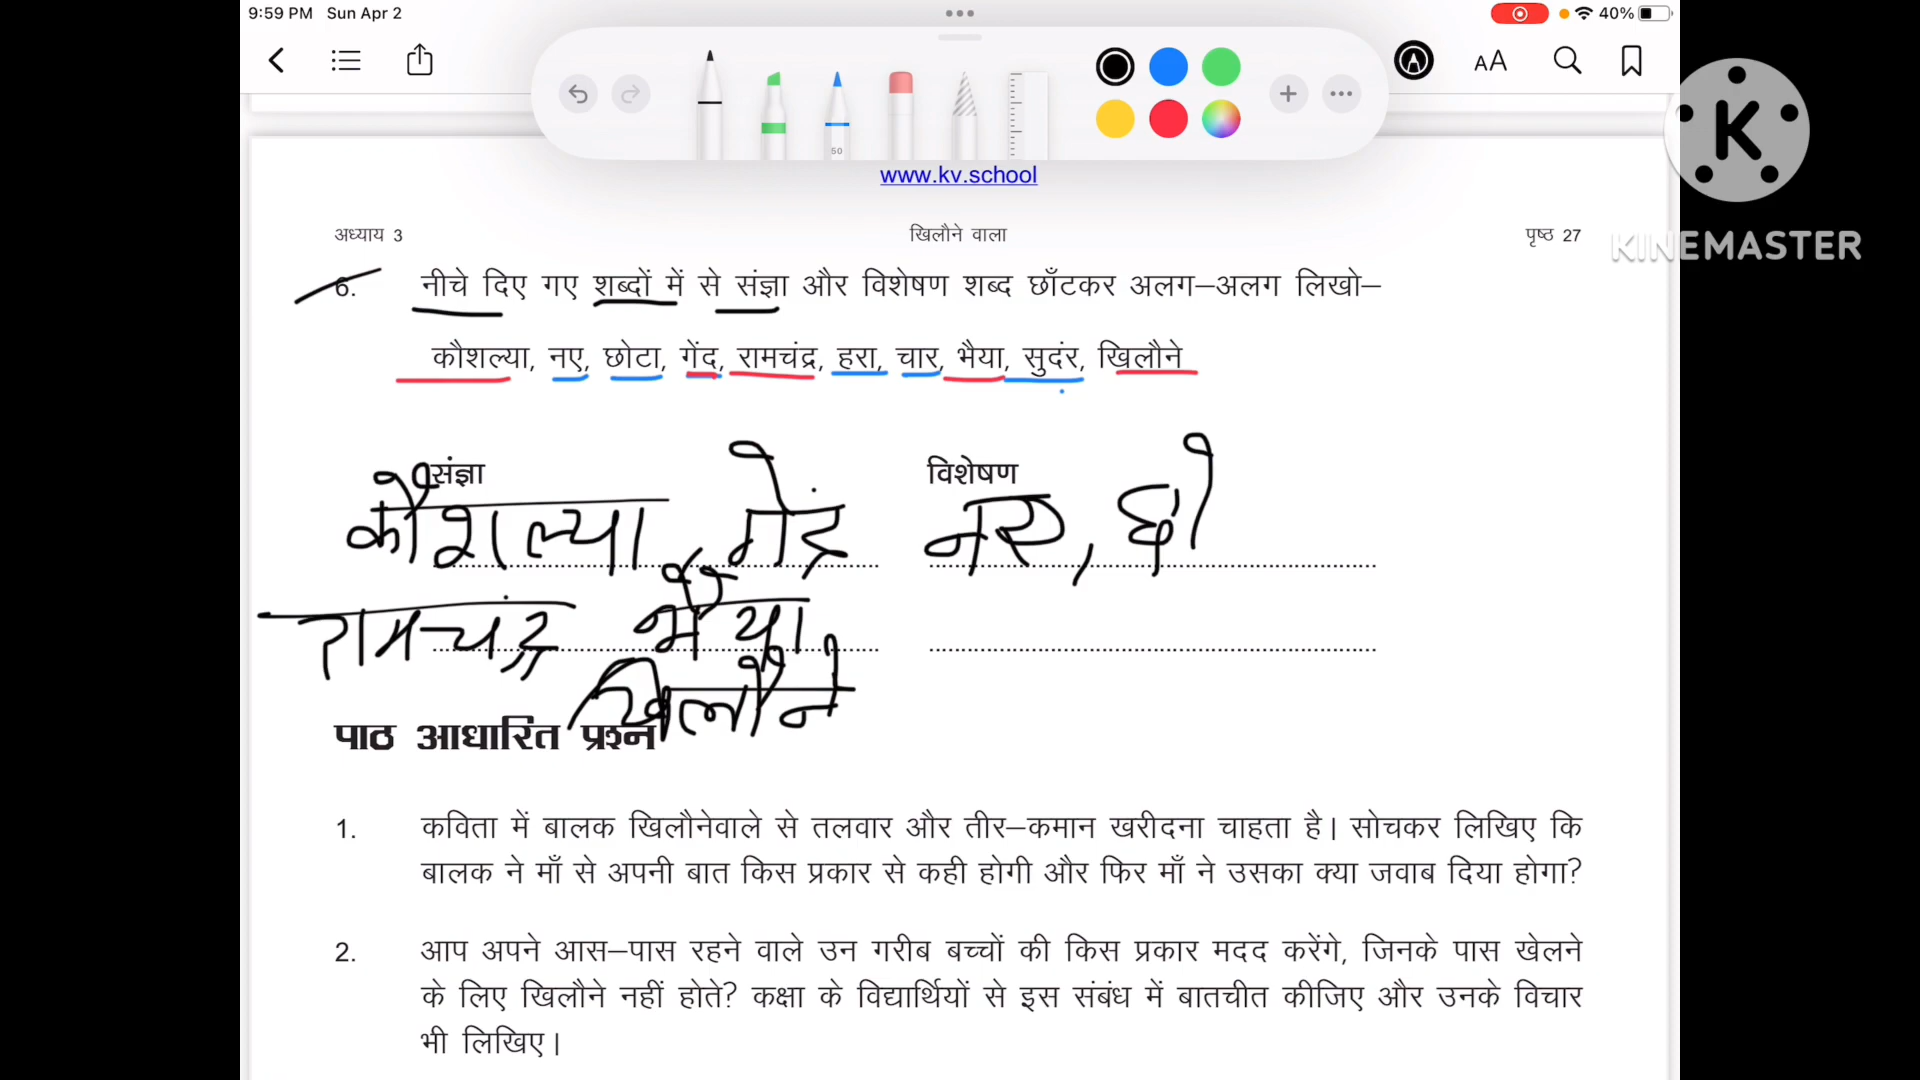 9:59 PM Sun Apr 2
40%
AA
50
www.kv.school
K
KINEMASTER
अध्याय 3 खिलौने वाला पृष्ठ 27
6. नीचे दिए गए शब्दों में से संज्ञा और विशेषण शब्द छाँटकर अलग–अलग लिखो–
कौशल्या, नए, छोटा, गेंद, रामचंद्र, हरा, चार, भैया, सुदंर, खिलौने
संज्ञा विशेषण
कौशल्या, गेंद नए, छो
रामचंद्र भैया
खिलौने
पाठ आधारित प्रश्न
1. कविता में बालक खिलौनेवाले से तलवार और तीर–कमान खरीदना चाहता है। सोचकर लिखिए कि
बालक ने माँ से अपनी बात किस प्रकार से कही होगी और फिर माँ ने उसका क्या जवाब दिया होगा?
2. आप अपने आस–पास रहने वाले उन गरीब बच्चों की किस प्रकार मदद करेंगे, जिनके पास खेलने
के लिए खिलौने नहीं होते? कक्षा के विद्यार्थियों से इस संबंध में बातचीत कीजिए और उनके विचार
भी लिखिए।